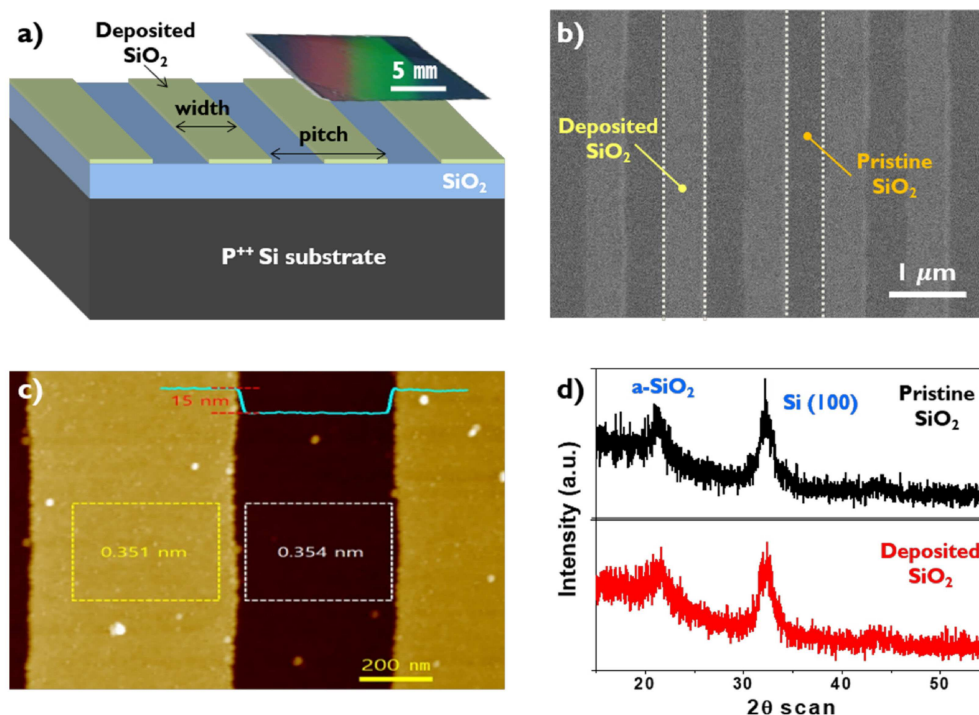 a)
Deposited
SiO₂
5 mm
width
pitch
SiO₂
P⁺⁺ Si substrate
b)
Deposited
SiO₂
Pristine
SiO₂
1 μm
c)
15 nm
0.351 nm
0.354 nm
200 nm
d)
a-SiO₂
Si (100)
Pristine
SiO₂
Deposited
SiO₂
Intensity (a.u.)
20 30 40 50
2θ scan